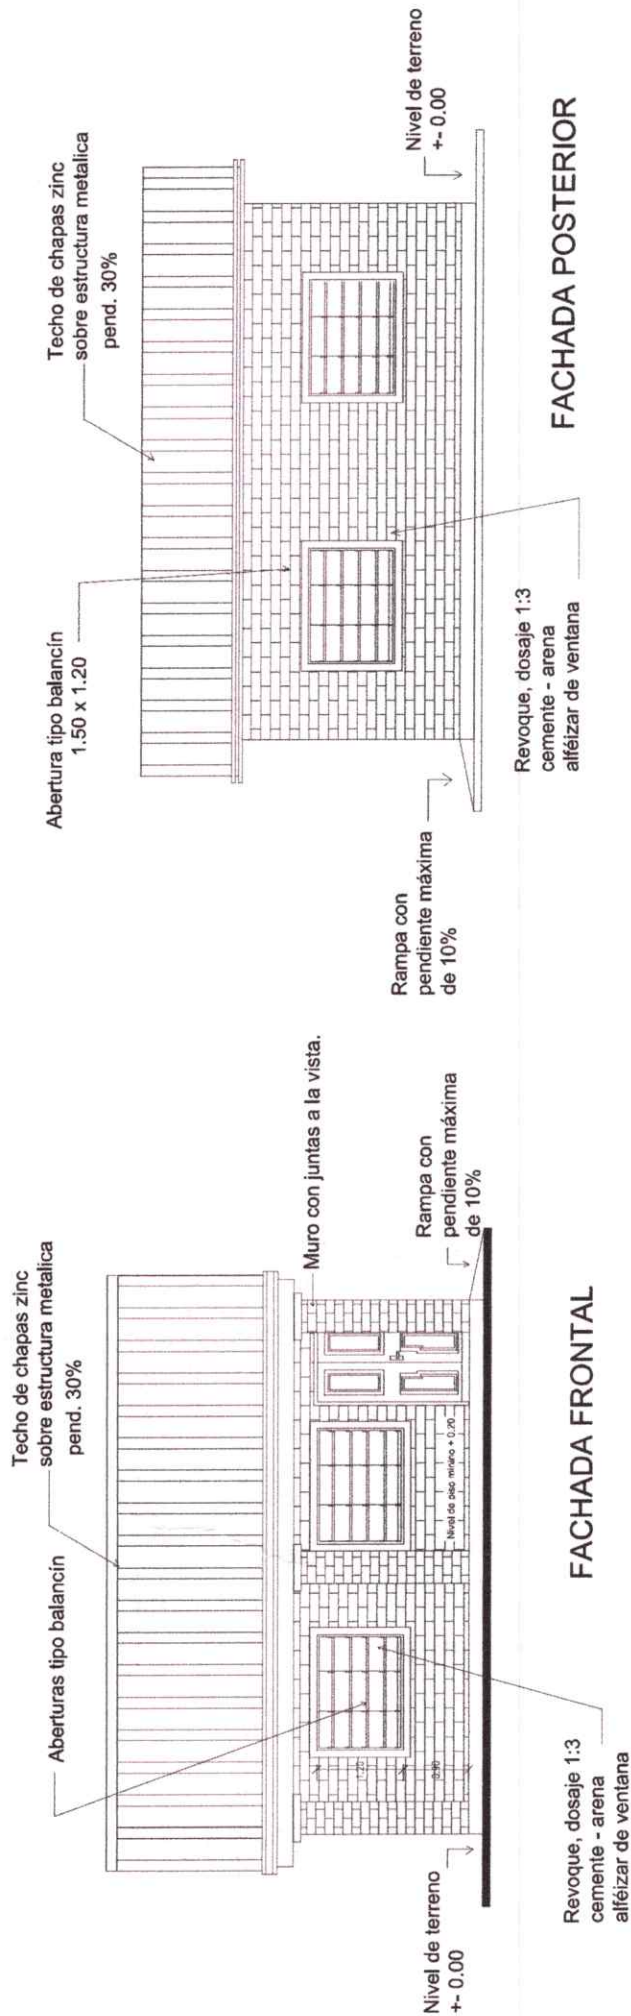 Techo de chapas zinc
sobre estructura metalica
pend. 30%
Aberturas tipo balancín
Muro con juntas a la vista.
Rampa con
pendiente máxima
de 10%
Nivel de piso mínimo + 0.20
1.20
0.90
Nivel de terreno
+- 0.00
Revoque, dosaje 1:3
cemente - arena
alféizar de ventana
FACHADA FRONTAL
Techo de chapas zinc
sobre estructura metalica
pend. 30%
Abertura tipo balancín
1.50 x 1.20
Nivel de terreno
+- 0.00
Rampa con
pendiente máxima
de 10%
Revoque, dosaje 1:3
cemente - arena
alféizar de ventana
FACHADA POSTERIOR